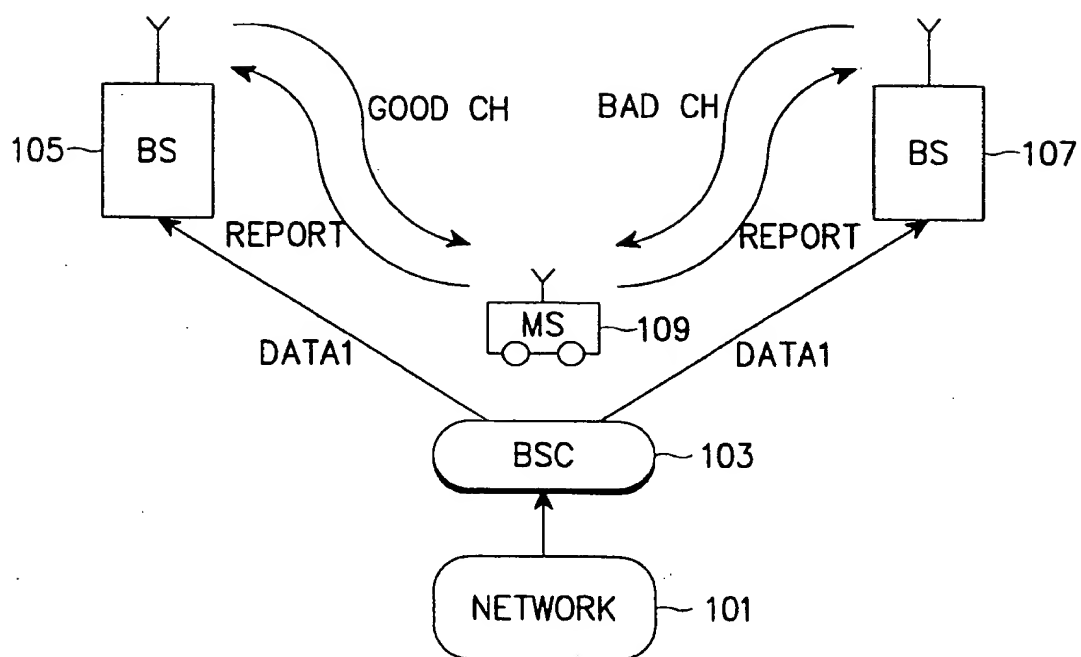 GOOD CH
BAD CH
105
BS
BS
107
REPORT
REPORT
MS
109
DATA1
DATA1
BSC
103
NETWORK
101